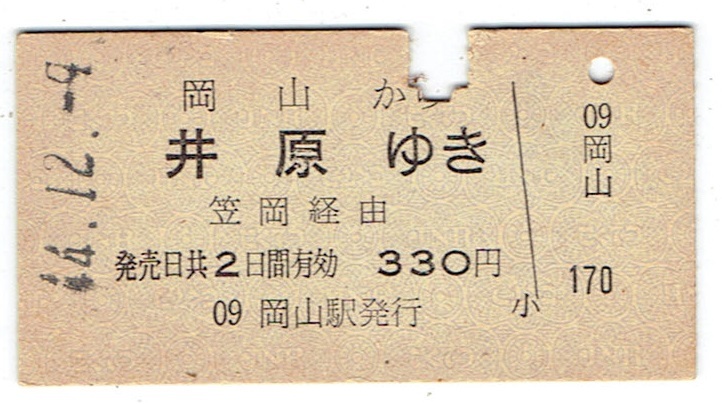 44.12.-9
岡山から
井原ゆき
笠岡経由
発売日共2日間有効 330円
09 岡山駅発行
小
09岡山
170